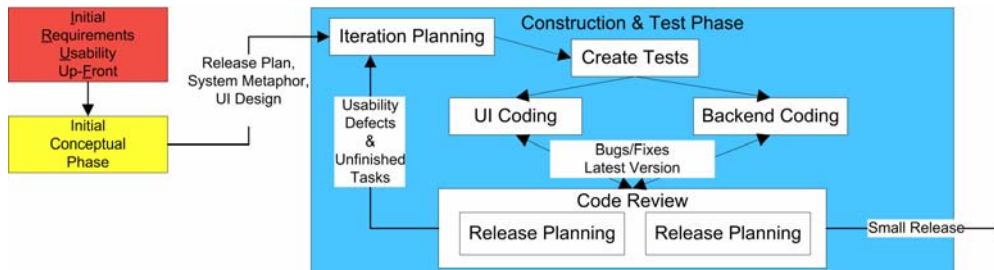 Initial
Requirements
Usability
Up-Front
Initial
Conceptual
Phase
Release Plan,
System Metaphor,
UI Design
Construction & Test Phase
Iteration Planning
Create Tests
Usability
Defects
&
Unfinished
Tasks
UI Coding
Backend Coding
Bugs/Fixes
Latest Version
Code Review
Release Planning
Release Planning
Small Release